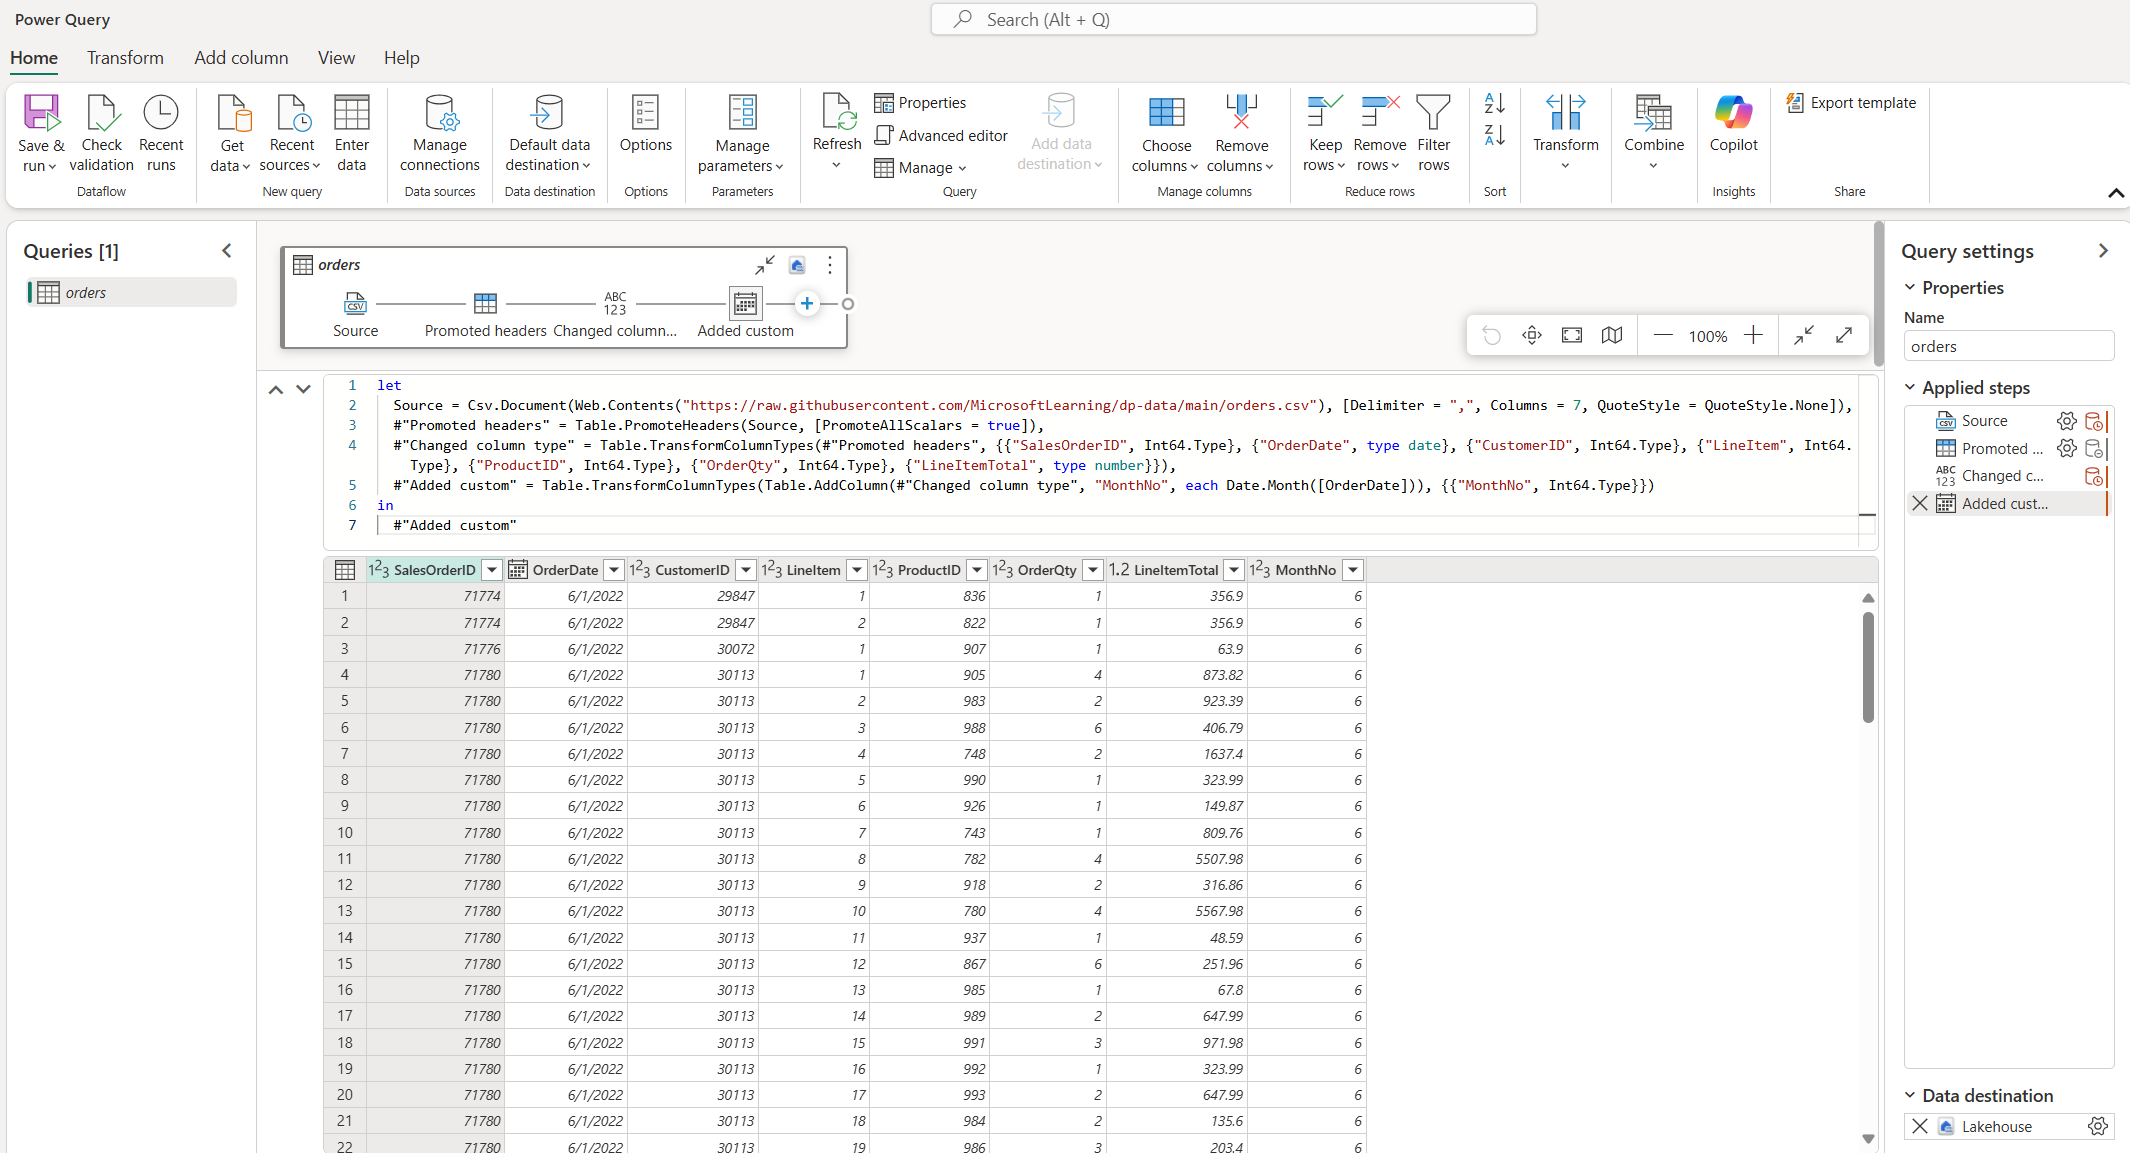 Power Query
Search (Alt + Q)
Home Transform Add column View Help
Save & run
Check validation
Recent runs
Dataflow
Get data
Recent sources
Enter data
New query
Manage connections
Data sources
Default data destination
Data destination
Options
Options
Manage parameters
Parameters
Refresh
Properties
Advanced editor
Manage
Add data destination
Query
Choose columns
Remove columns
Manage columns
Keep rows
Remove rows
Filter rows
Reduce rows
A Z
Z A
Sort
Transform
Combine
Copilot
Insights
Export template
Share
Queries [1]
orders
orders
CSV
ABC 123
Source Promoted headers Changed column... Added custom
100%
1 let
2 Source = Csv.Document(Web.Contents("https://raw.githubusercontent.com/MicrosoftLearning/dp-data/main/orders.csv"), [Delimiter = ",", Columns = 7, QuoteStyle = QuoteStyle.None]),
3 #"Promoted headers" = Table.PromoteHeaders(Source, [PromoteAllScalars = true]),
4 #"Changed column type" = Table.TransformColumnTypes(#"Promoted headers", {{"SalesOrderID", Int64.Type}, {"OrderDate", type date}, {"CustomerID", Int64.Type}, {"LineItem", Int64.
Type}, {"ProductID", Int64.Type}, {"OrderQty", Int64.Type}, {"LineItemTotal", type number}}),
5 #"Added custom" = Table.TransformColumnTypes(Table.AddColumn(#"Changed column type", "MonthNo", each Date.Month([OrderDate])), {{"MonthNo", Int64.Type}})
6 in
7 #"Added custom"
123 SalesOrderID OrderDate 123 CustomerID 123 LineItem 123 ProductID 123 OrderQty 1.2 LineItemTotal 123 MonthNo
1 71774 6/1/2022 29847 1 836 1 356.9 6
2 71774 6/1/2022 29847 2 822 1 356.9 6
3 71776 6/1/2022 30072 1 907 1 63.9 6
4 71780 6/1/2022 30113 1 905 4 873.82 6
5 71780 6/1/2022 30113 2 983 2 923.39 6
6 71780 6/1/2022 30113 3 988 6 406.79 6
7 71780 6/1/2022 30113 4 748 2 1637.4 6
8 71780 6/1/2022 30113 5 990 1 323.99 6
9 71780 6/1/2022 30113 6 926 1 149.87 6
10 71780 6/1/2022 30113 7 743 1 809.76 6
11 71780 6/1/2022 30113 8 782 4 5507.98 6
12 71780 6/1/2022 30113 9 918 2 316.86 6
13 71780 6/1/2022 30113 10 780 4 5567.98 6
14 71780 6/1/2022 30113 11 937 1 48.59 6
15 71780 6/1/2022 30113 12 867 6 251.96 6
16 71780 6/1/2022 30113 13 985 1 67.8 6
17 71780 6/1/2022 30113 14 989 2 647.99 6
18 71780 6/1/2022 30113 15 991 3 971.98 6
19 71780 6/1/2022 30113 16 992 1 323.99 6
20 71780 6/1/2022 30113 17 993 2 647.99 6
21 71780 6/1/2022 30113 18 984 2 135.6 6
22 71780 6/1/2022 30113 19 986 3 203.4 6
Query settings
Properties
Name
orders
Applied steps
CSV Source
Promoted ...
ABC 123 Changed c...
Added cust...
Data destination
Lakehouse